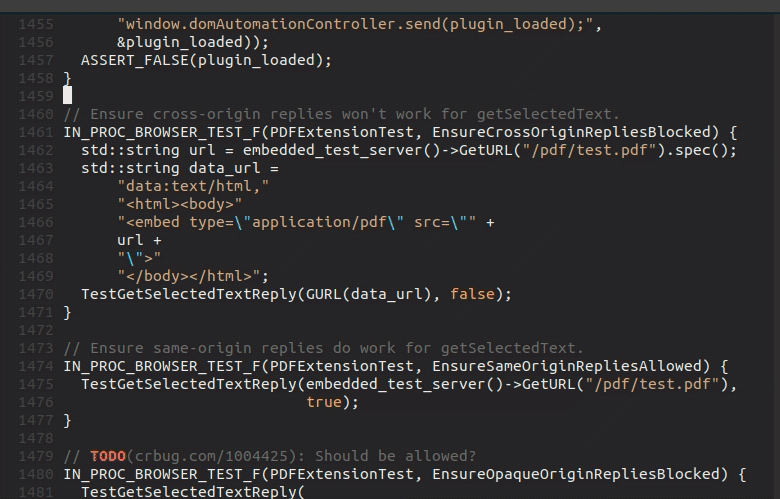 1455       "window.domAutomationController.send(plugin_loaded);",
1456       &plugin_loaded));
1457   ASSERT_FALSE(plugin_loaded);
1458 }
1459
1460 // Ensure cross-origin replies won't work for getSelectedText.
1461 IN_PROC_BROWSER_TEST_F(PDFExtensionTest, EnsureCrossOriginRepliesBlocked) {
1462   std::string url = embedded_test_server()->GetURL("/pdf/test.pdf").spec();
1463   std::string data_url =
1464       "data:text/html,"
1465       "<html><body>"
1466       "<embed type=\"application/pdf\" src=\"" +
1467       url +
1468       "\">"
1469       "</body></html>";
1470   TestGetSelectedTextReply(GURL(data_url), false);
1471 }
1472
1473 // Ensure same-origin replies do work for getSelectedText.
1474 IN_PROC_BROWSER_TEST_F(PDFExtensionTest, EnsureSameOriginRepliesAllowed) {
1475   TestGetSelectedTextReply(embedded_test_server()->GetURL("/pdf/test.pdf"),
1476                            true);
1477 }
1478
1479 // TODO(crbug.com/1004425): Should be allowed?
1480 IN_PROC_BROWSER_TEST_F(PDFExtensionTest, EnsureOpaqueOriginRepliesBlocked) {
1481   TestGetSelectedTextReply(